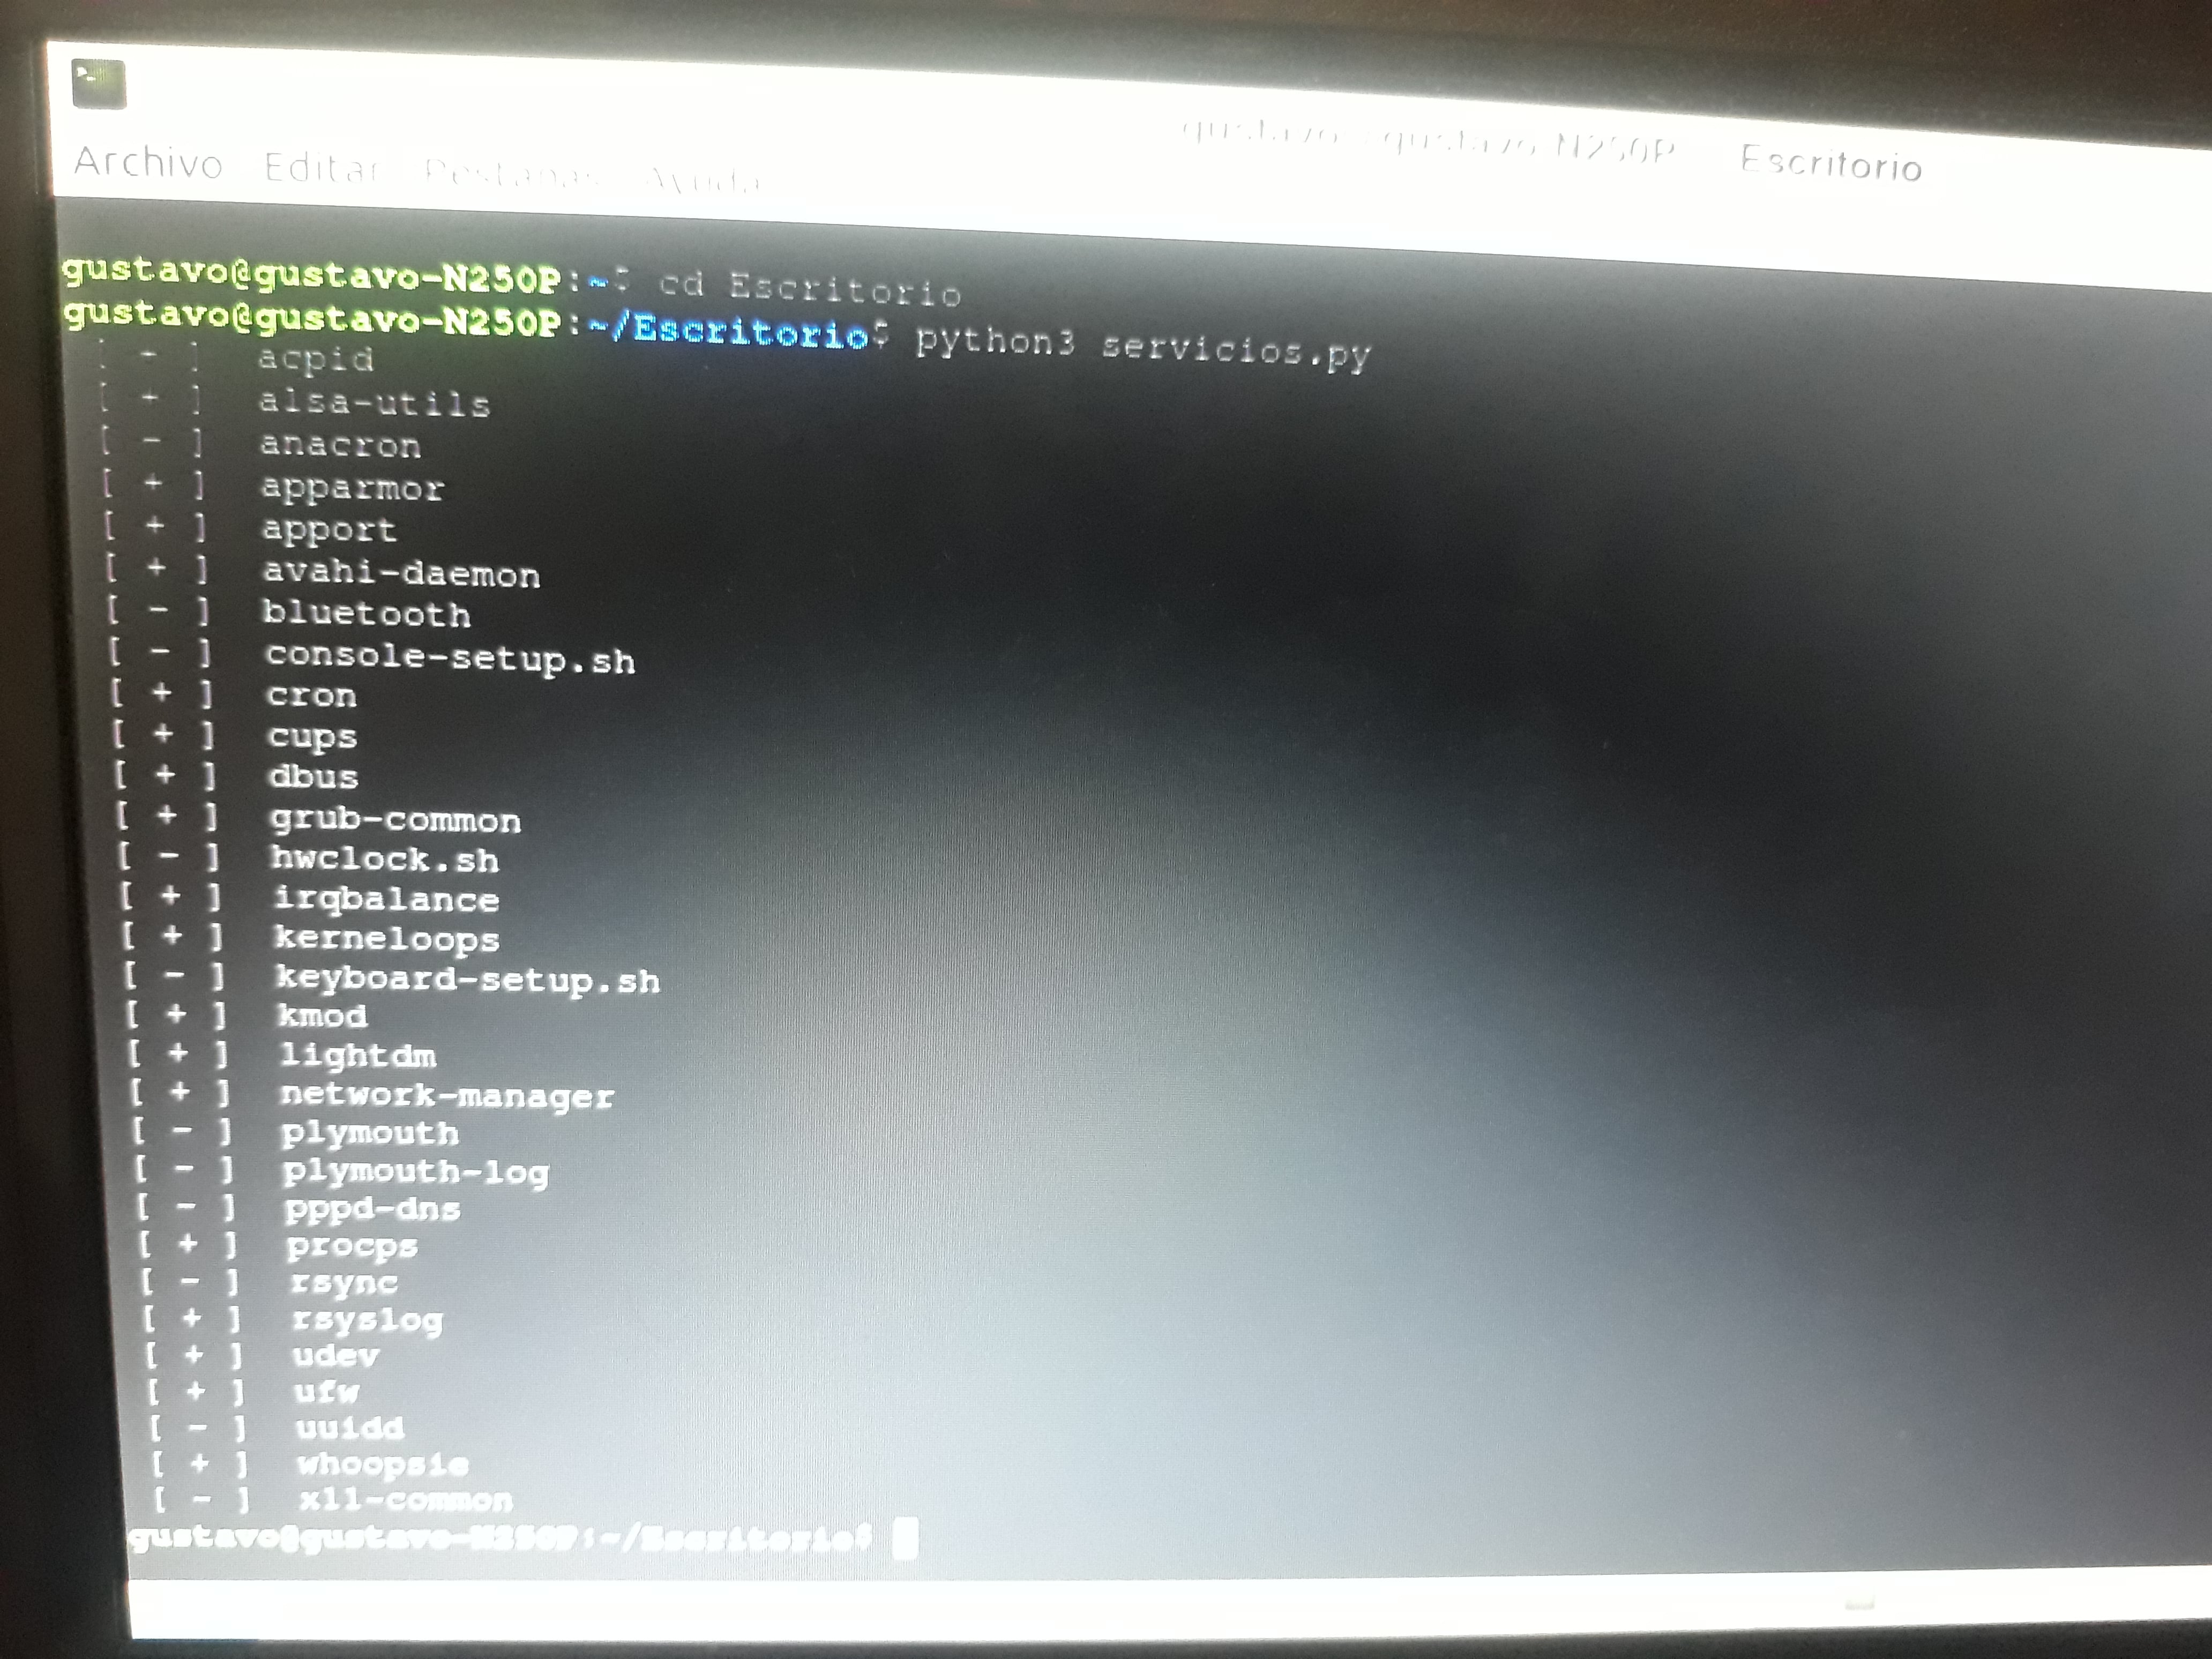 gustavo gustavo N250P Escritorio
Archivo Editar Pestañas Ayuda
gustavo@gustavo-N250P:~$ cd Escritorio
gustavo@gustavo-N250P:~/Escritorio$ python3 servicios.py
[ - ] acpid
[ + ] alsa-utils
[ - ] anacron
[ + ] apparmor
[ + ] apport
[ + ] avahi-daemon
[ - ] bluetooth
[ - ] console-setup.sh
[ + ] cron
[ + ] cups
[ + ] dbus
[ + ] grub-common
[ - ] hwclock.sh
[ + ] irqbalance
[ + ] kerneloops
[ - ] keyboard-setup.sh
[ + ] kmod
[ + ] lightdm
[ + ] network-manager
[ - ] plymouth
[ - ] plymouth-log
[ - ] pppd-dns
[ + ] procps
[ - ] rsync
[ + ] rsyslog
[ + ] udev
[ + ] ufw
[ - ] uuidd
[ + ] whoopsie
[ - ] x11-common
gustavo@gustavo-N250P:~/Escritorio$